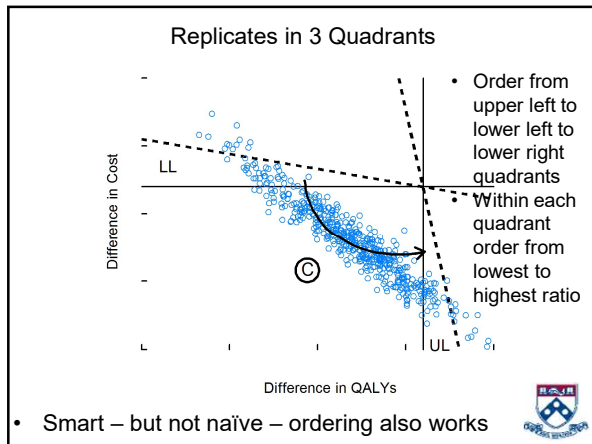 Replicates in 3 Quadrants
• Order from
upper left to
lower left to
lower right
quadrants
• Within each
quadrant
order from
lowest to
highest ratio
LL
Difference in Cost
C
UL
Difference in QALYs
• Smart – but not naïve – ordering also works